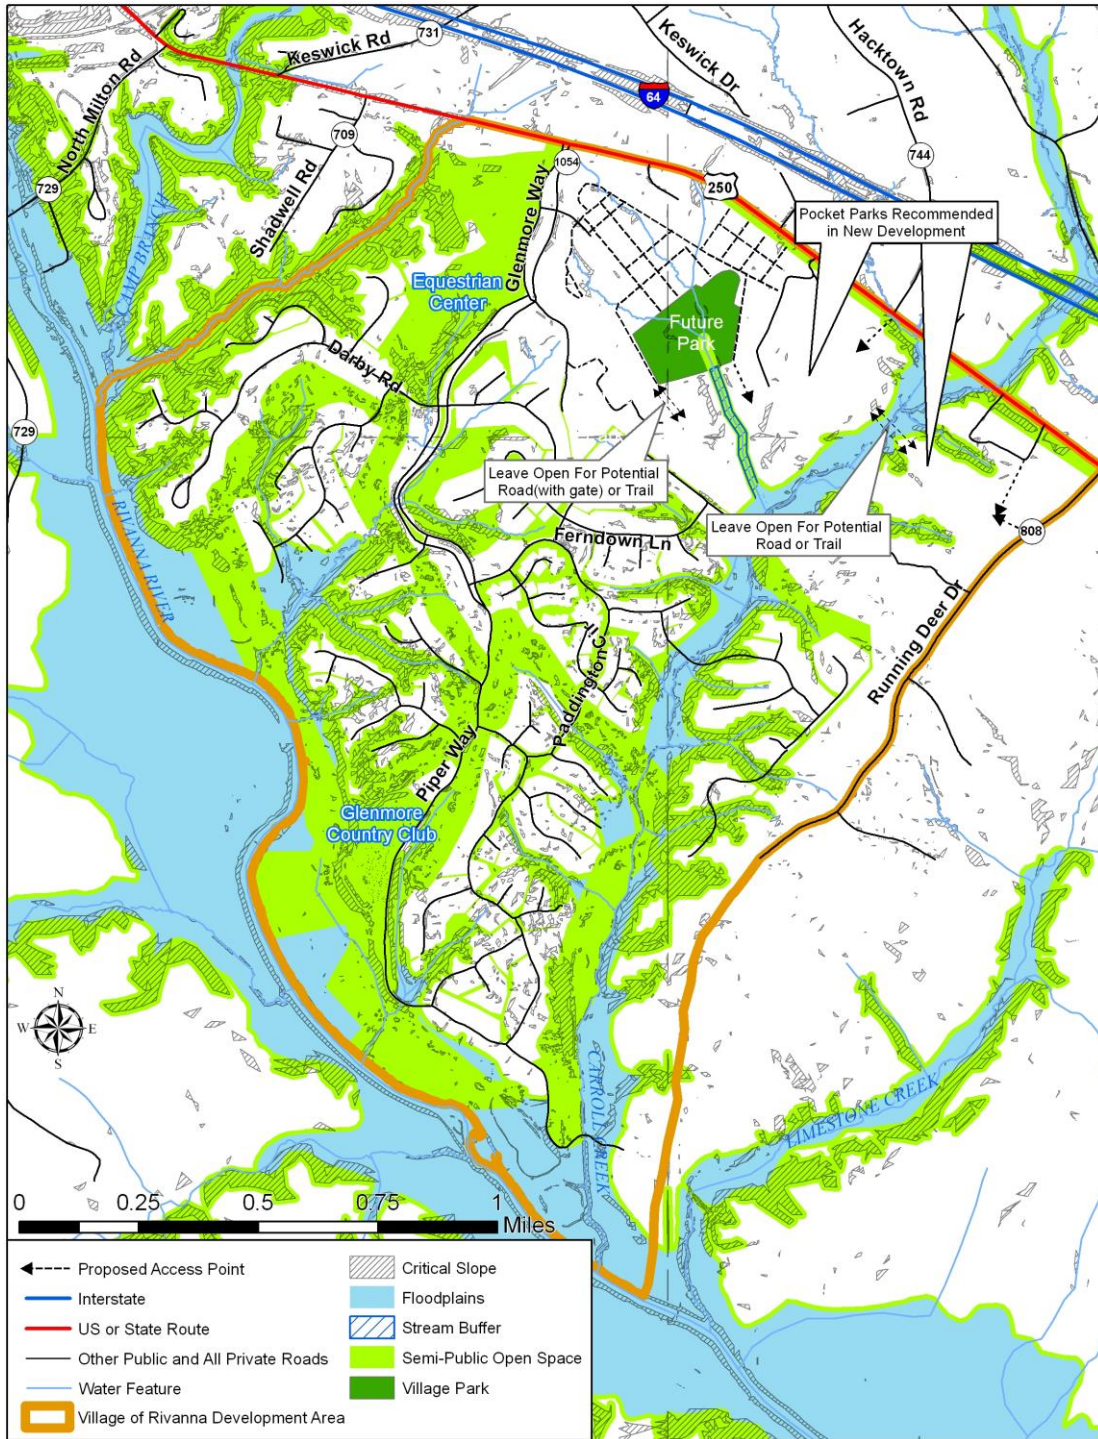 Keswick Rd
731
North Milton Rd
Keswick Dr
Hacktown Rd
64
709
1054
744
729
250
Shadwell Rd
Glenmore Way
Pocket Parks Recommended
in New Development
CAMP BRANCH
Equestrian
Center
Future
Park
Darby Rd
729
Leave Open For Potential
Road(with gate) or Trail
Leave Open For Potential
Road or Trail
RIVANNA RIVER
Ferndown Ln
808
Running Deer Dr
Paddington Cir
Piper Way
Glenmore
Country Club
N
W E
S
CARROLL CREEK
LIMESTONE CREEK
0 0.25 0.5 0.75 1
Miles
Proposed Access Point
Interstate
US or State Route
Other Public and All Private Roads
Water Feature
Village of Rivanna Development Area
Critical Slope
Floodplains
Stream Buffer
Semi-Public Open Space
Village Park